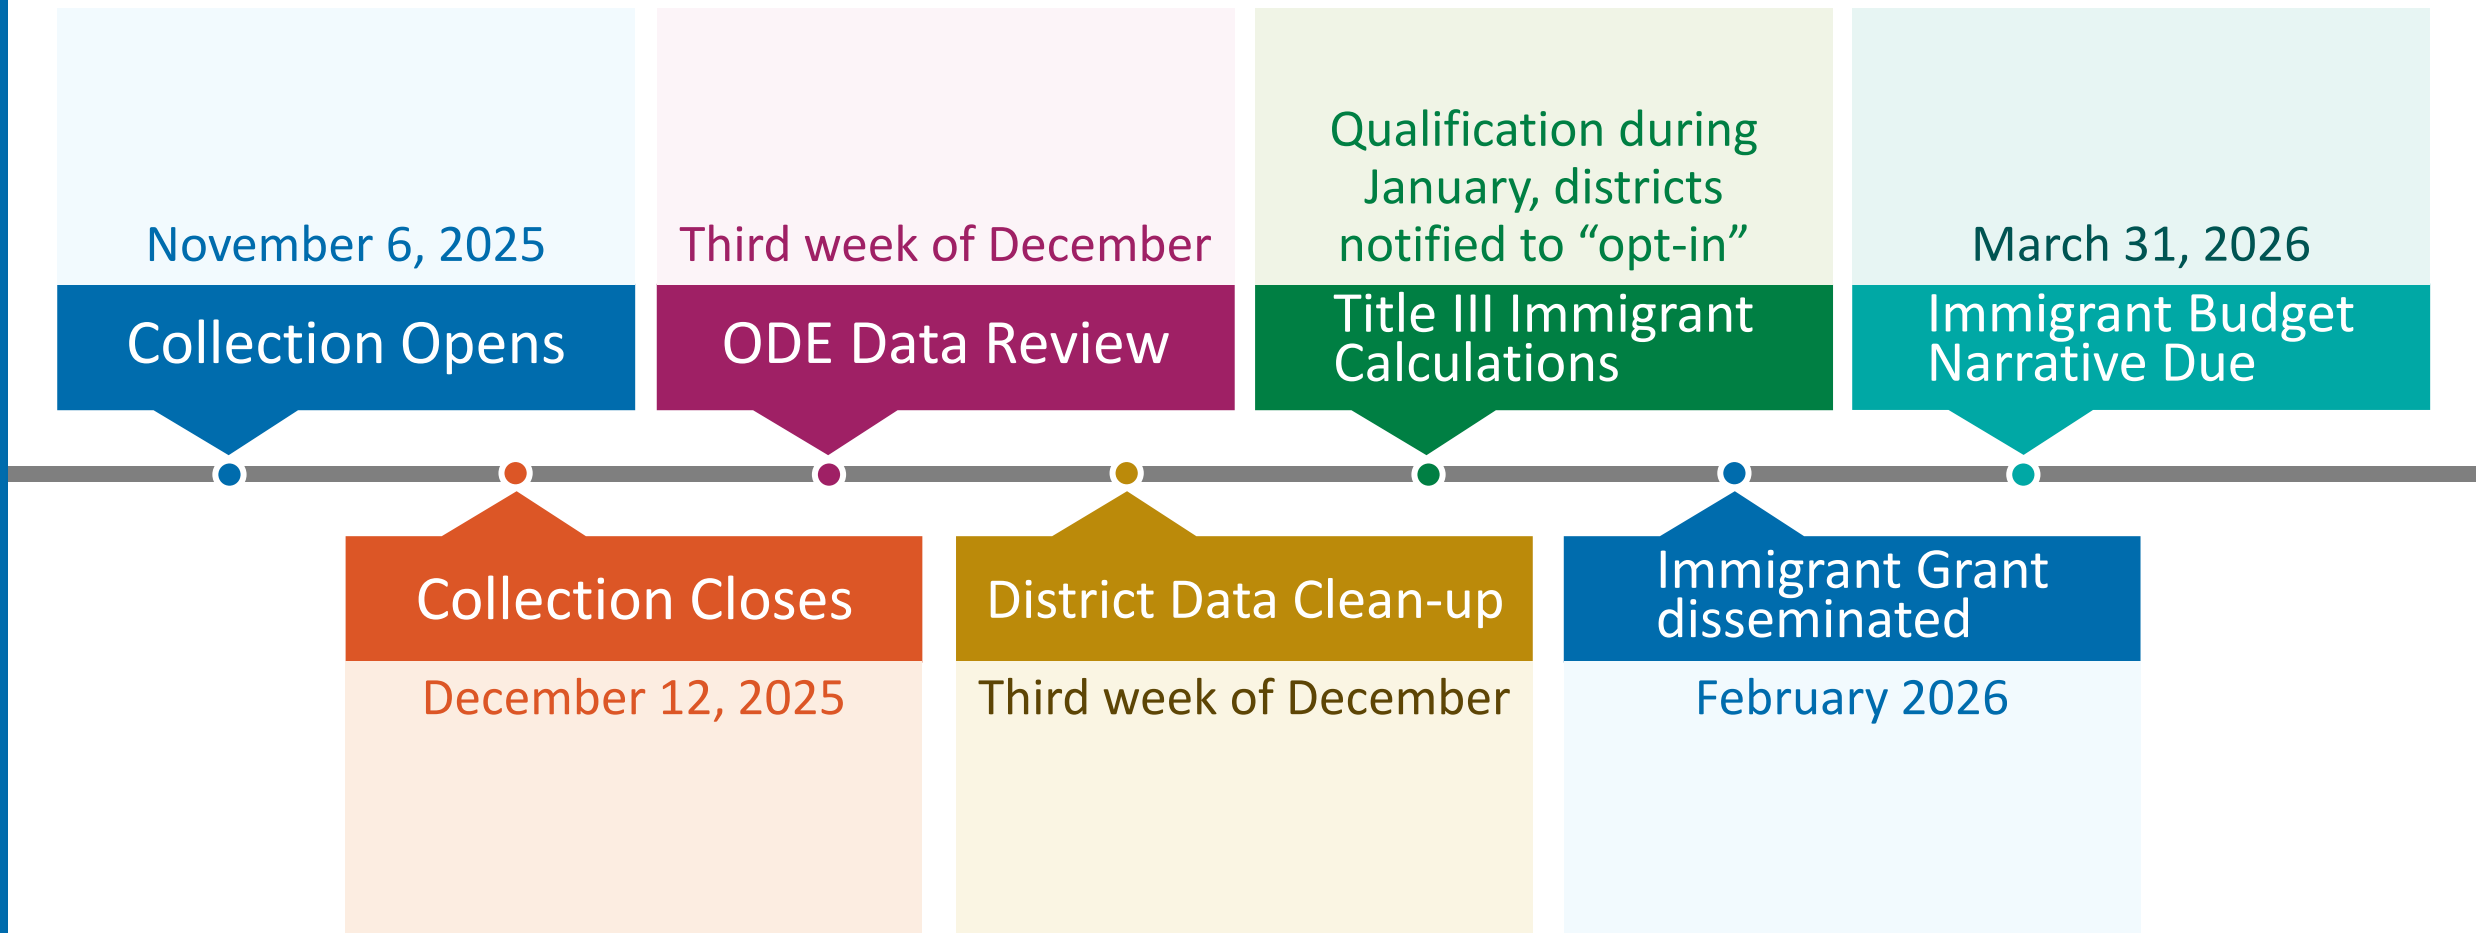 November 6, 2025
Collection Opens
Collection Closes
December 12, 2025
Third week of December
ODE Data Review
District Data Clean-up
Third week of December
Qualification during
January, districts
notified to “opt-in”
Title III Immigrant
Calculations
Immigrant Grant
disseminated
February 2026
March 31, 2026
Immigrant Budget
Narrative Due